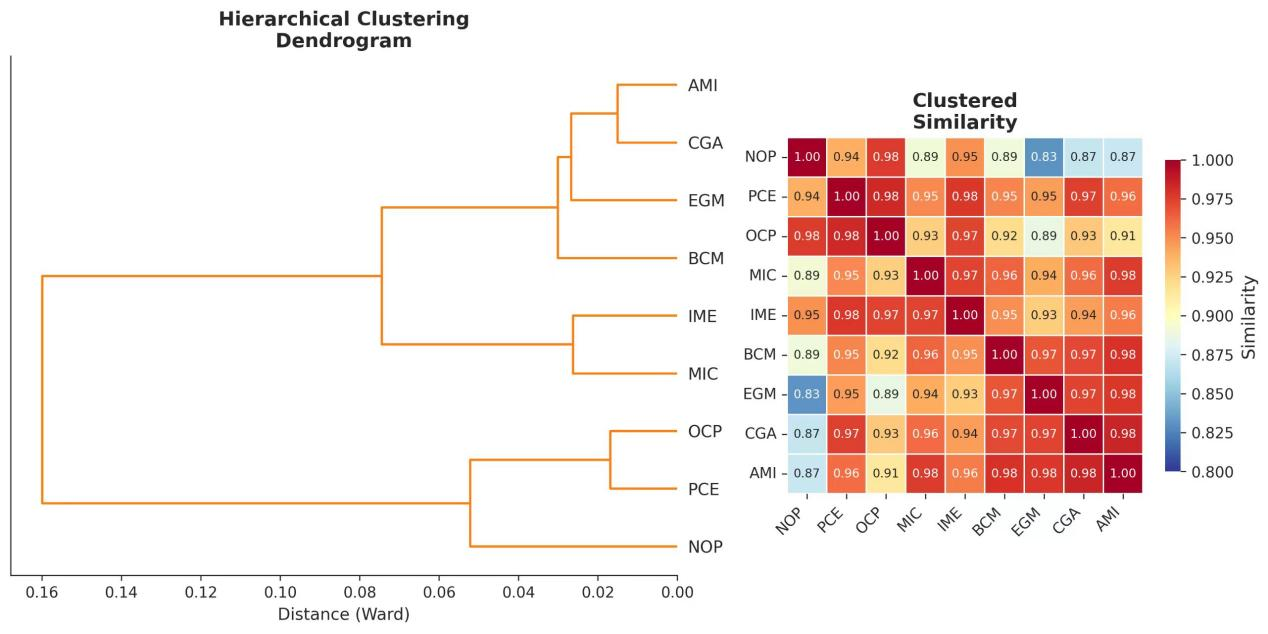 Hierarchical Clustering
Dendrogram
AMI
CGA
EGM
BCM
IME
MIC
OCP
PCE
NOP
0.16 0.14 0.12 0.10 0.08 0.06 0.04 0.02 0.00
Distance (Ward)
Clustered
Similarity
NOP 1.00 0.94 0.98 0.89 0.95 0.89 0.83 0.87 0.87
PCE 0.94 1.00 0.98 0.95 0.98 0.95 0.95 0.97 0.96
OCP 0.98 0.98 1.00 0.93 0.97 0.92 0.89 0.93 0.91
MIC 0.89 0.95 0.93 1.00 0.97 0.96 0.94 0.96 0.98
IME 0.95 0.98 0.97 0.97 1.00 0.95 0.93 0.94 0.96
BCM 0.89 0.95 0.92 0.96 0.95 1.00 0.97 0.97 0.98
EGM 0.83 0.95 0.89 0.94 0.93 0.97 1.00 0.97 0.98
CGA 0.87 0.97 0.93 0.96 0.94 0.97 0.97 1.00 0.98
AMI 0.87 0.96 0.91 0.98 0.96 0.98 0.98 0.98 1.00
NOP PCE OCP MIC IME BCM EGM CGA AMI
1.000
0.975
0.950
0.925
0.900
0.875
0.850
0.825
0.800
Similarity